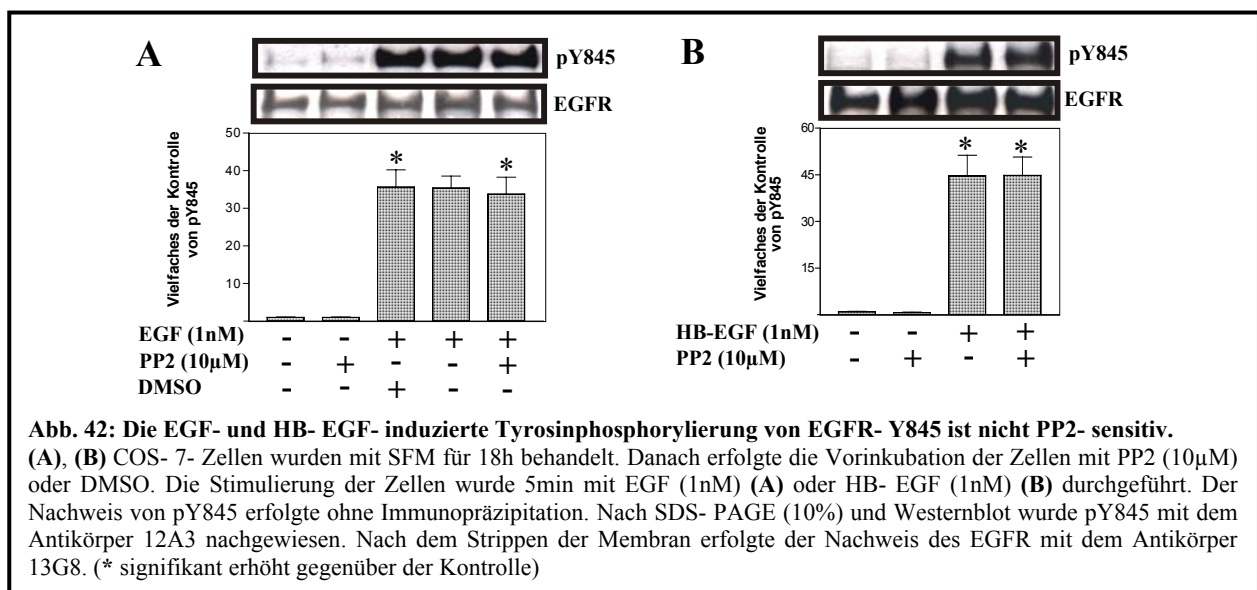 A
pY845
EGFR
Vielfaches der Kontrolle
von pY845
50
40
30
20
10
* *
EGF (1nM) - - + + +
PP2 (10µM) - + - - +
DMSO - - + - -
B
pY845
EGFR
Vielfaches der Kontrolle
von pY845
60
45
30
15
* *
HB-EGF (1nM) - - + +
PP2 (10µM) - + - +
Abb. 42: Die EGF- und HB- EGF- induzierte Tyrosinphosphorylierung von EGFR- Y845 ist nicht PP2- sensitiv.
(A), (B) COS- 7- Zellen wurden mit SFM für 18h behandelt. Danach erfolgte die Vorinkubation der Zellen mit PP2 (10µM)
oder DMSO. Die Stimulierung der Zellen wurde 5min mit EGF (1nM) (A) oder HB- EGF (1nM) (B) durchgeführt. Der
Nachweis von pY845 erfolgte ohne Immunopräzipitation. Nach SDS- PAGE (10%) und Westernblot wurde pY845 mit dem
Antikörper 12A3 nachgewiesen. Nach dem Strippen der Membran erfolgte der Nachweis des EGFR mit dem Antikörper
13G8. (* signifikant erhöht gegenüber der Kontrolle)